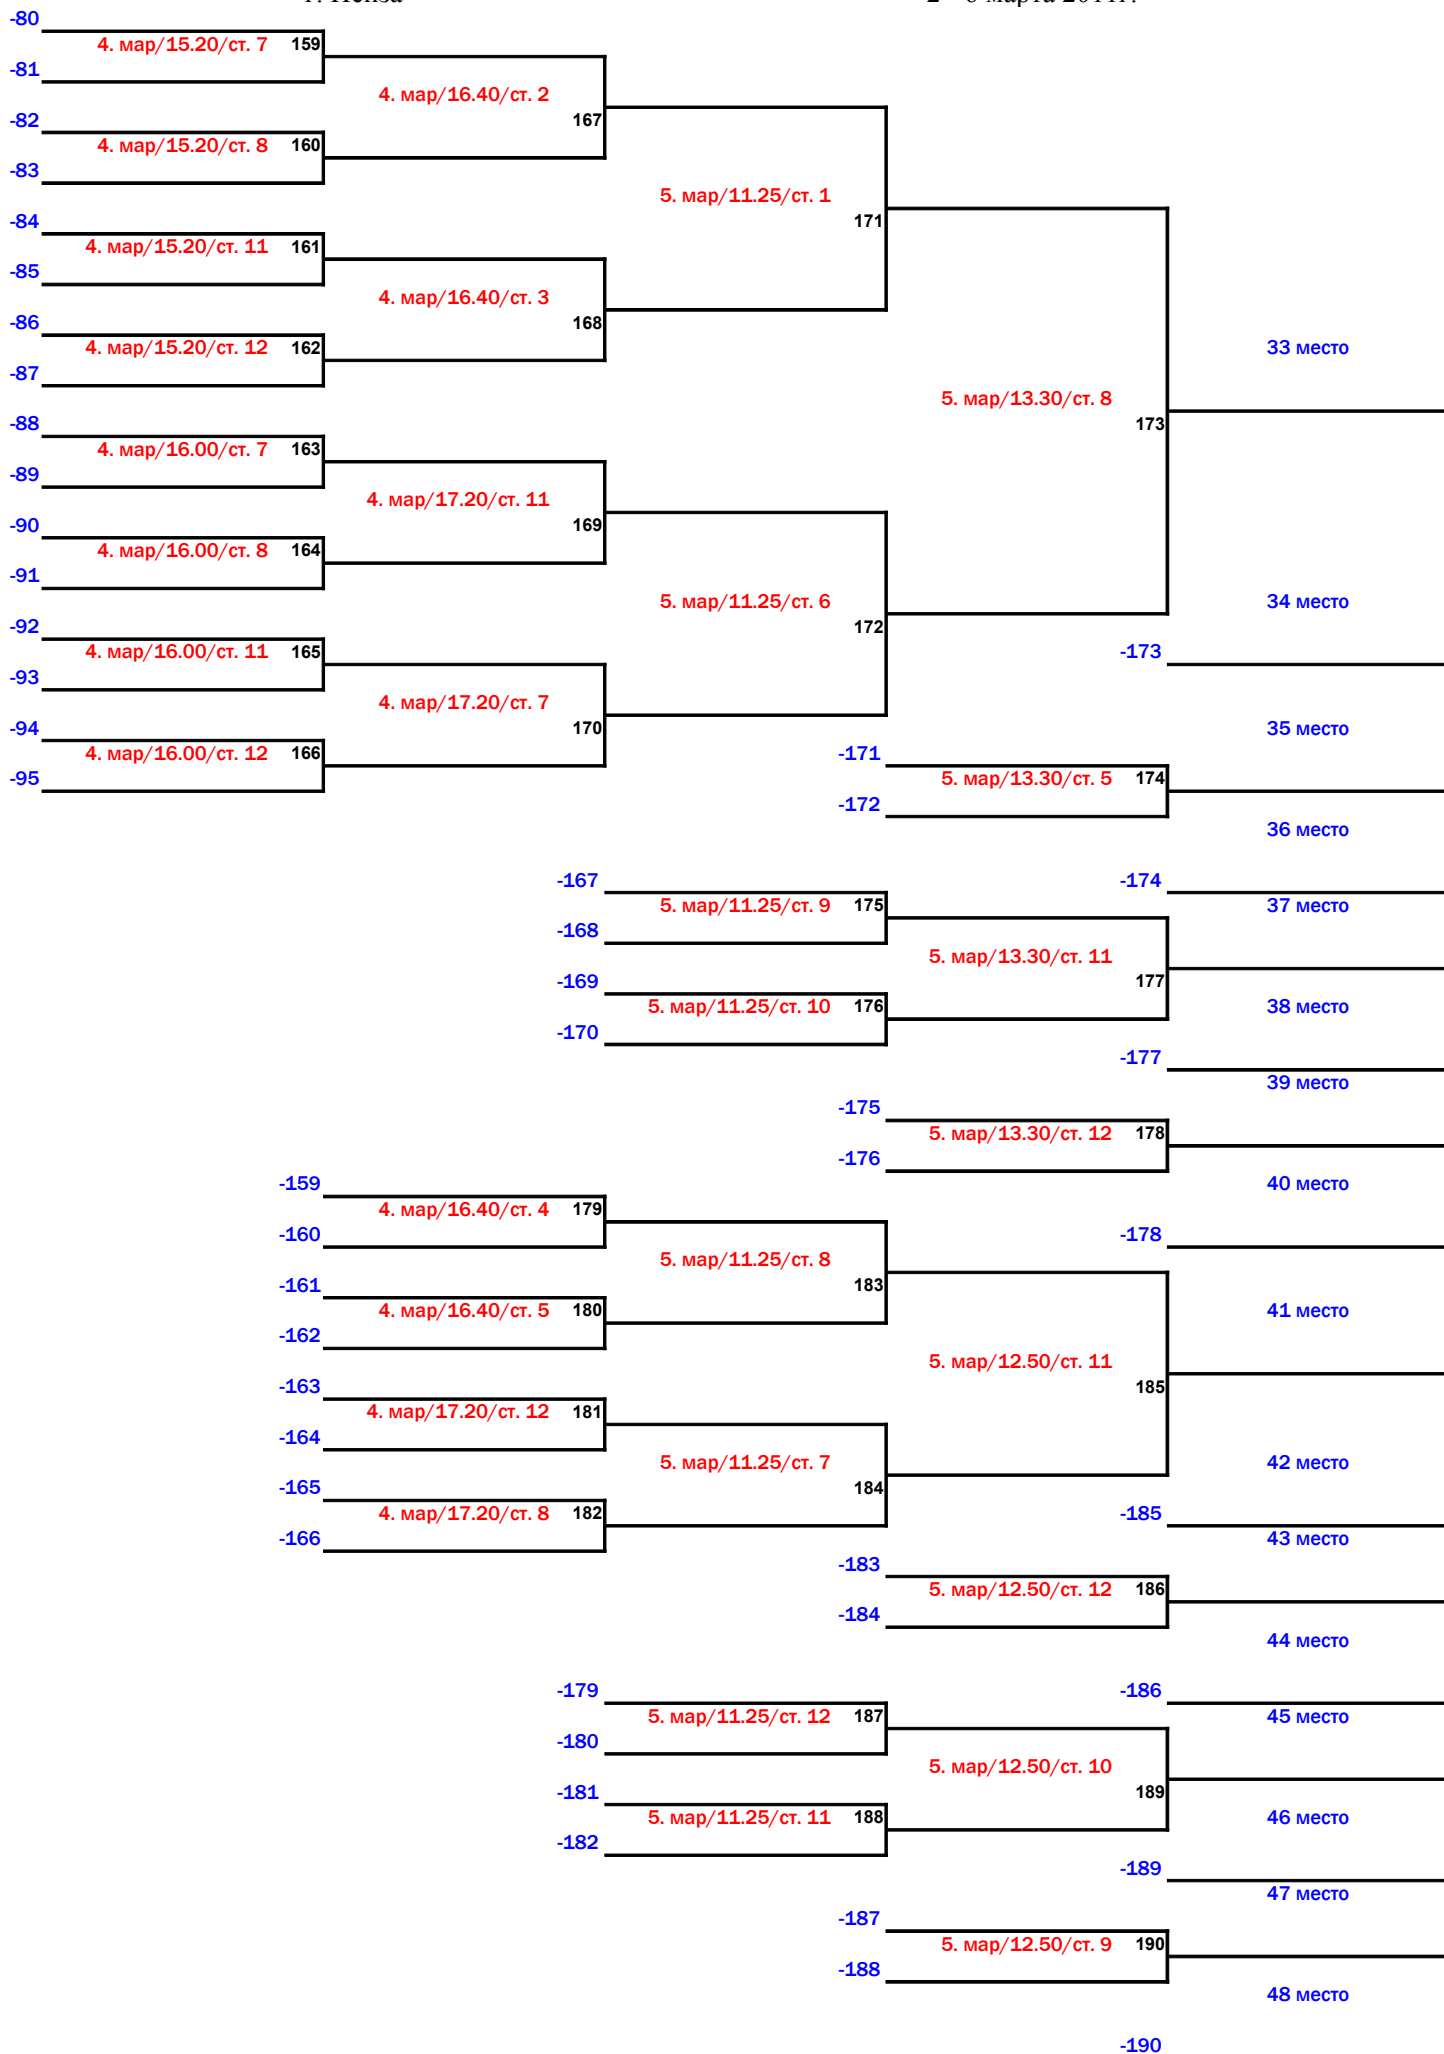 -80
4. мар/15.20/ст. 7 159
-81
4. мар/16.40/ст. 2
167
-82
4. мар/15.20/ст. 8 160
-83
5. мар/11.25/ст. 1
171
-84
4. мар/15.20/ст. 11 161
-85
4. мар/16.40/ст. 3
168
-86
4. мар/15.20/ст. 12 162
-87
33 место
5. мар/13.30/ст. 8
173
-88
4. мар/16.00/ст. 7 163
-89
4. мар/17.20/ст. 11
169
-90
4. мар/16.00/ст. 8 164
-91
5. мар/11.25/ст. 6
172
34 место
-92
4. мар/16.00/ст. 11 165
-93
-173
4. мар/17.20/ст. 7
170
-94
4. мар/16.00/ст. 12 166
-95
35 место
-171
5. мар/13.30/ст. 5 174
-172
36 место
-167
-174
5. мар/11.25/ст. 9 175
37 место
-168
5. мар/13.30/ст. 11
177
-169
5. мар/11.25/ст. 10 176
38 место
-170
-177
39 место
-175
5. мар/13.30/ст. 12 178
-176
40 место
-159
4. мар/16.40/ст. 4 179
-160
-178
5. мар/11.25/ст. 8
183
-161
4. мар/16.40/ст. 5 180
41 место
-162
5. мар/12.50/ст. 11
185
-163
4. мар/17.20/ст. 12 181
-164
5. мар/11.25/ст. 7
184
42 место
-165
4. мар/17.20/ст. 8 182
-166
-185
43 место
-183
5. мар/12.50/ст. 12 186
-184
44 место
-179
-186
5. мар/11.25/ст. 12 187
45 место
-180
5. мар/12.50/ст. 10
189
-181
5. мар/11.25/ст. 11 188
46 место
-182
-189
47 место
-187
5. мар/12.50/ст. 9 190
-188
48 место
-190